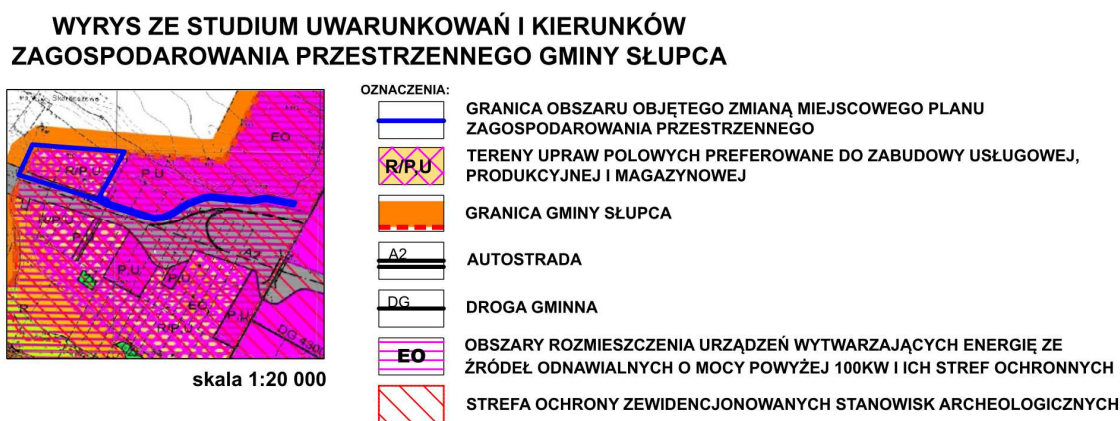 WYRYS ZE STUDIUM UWARUNKOWAŃ I KIERUNKÓW
ZAGOSPODAROWANIA PRZESTRZENNEGO GMINY SŁUPCA
EO
R/P,U
P,U
R/P,U
P,U
P,U
P,U
EO
P,U
R/P,U
R
skala 1:20 000
OZNACZENIA:
GRANICA OBSZARU OBJĘTEGO ZMIANĄ MIEJSCOWEGO PLANU
ZAGOSPODAROWANIA PRZESTRZENNEGO
R/P,U
TERENY UPRAW POLOWYCH PREFEROWANE DO ZABUDOWY USŁUGOWEJ,
PRODUKCYJNEJ I MAGAZYNOWEJ
GRANICA GMINY SŁUPCA
A2
AUTOSTRADA
DG
DROGA GMINNA
EO
OBSZARY ROZMIESZCZENIA URZĄDZEŃ WYTWARZAJĄCYCH ENERGIĘ ZE
ŹRÓDEŁ ODNAWIALNYCH O MOCY POWYŻEJ 100KW I ICH STREF OCHRONNYCH
STREFA OCHRONY ZEWIDENCJONOWANYCH STANOWISK ARCHEOLOGICZNYCH